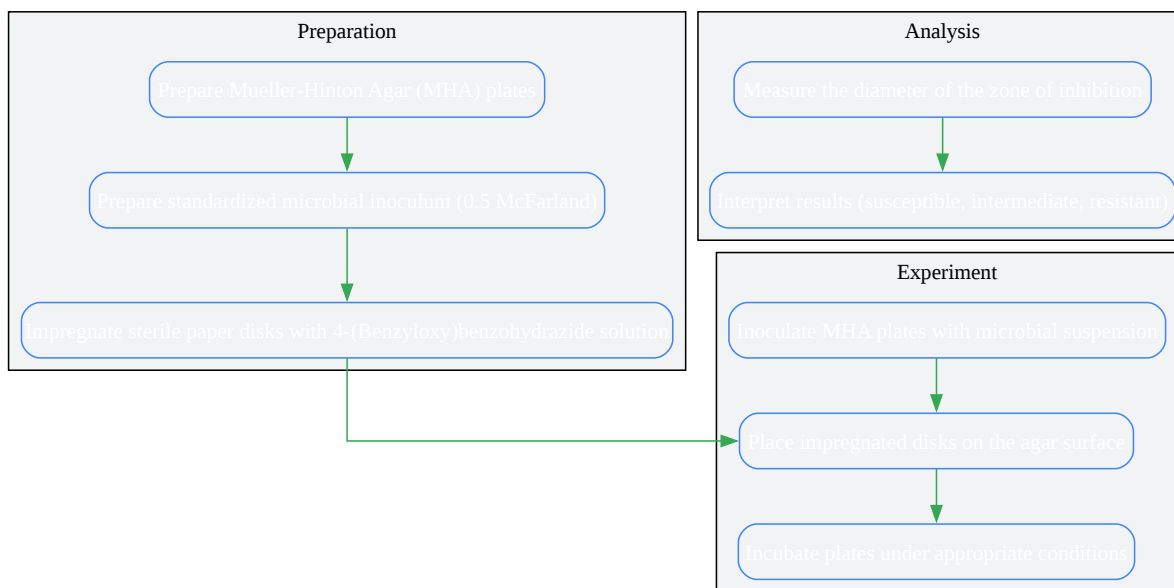 Preparation
Prepare Mueller-Hinton Agar (MHA) plates
Prepare standardized microbial inoculum (0.5 McFarland)
Impregnate sterile paper disks with 4-(Benzyloxy)benzohydrazide solution
Analysis
Measure the diameter of the zone of inhibition
Interpret results (susceptible, intermediate, resistant)
Experiment
Inoculate MHA plates with microbial suspension
Place impregnated disks on the agar surface
Incubate plates under appropriate conditions